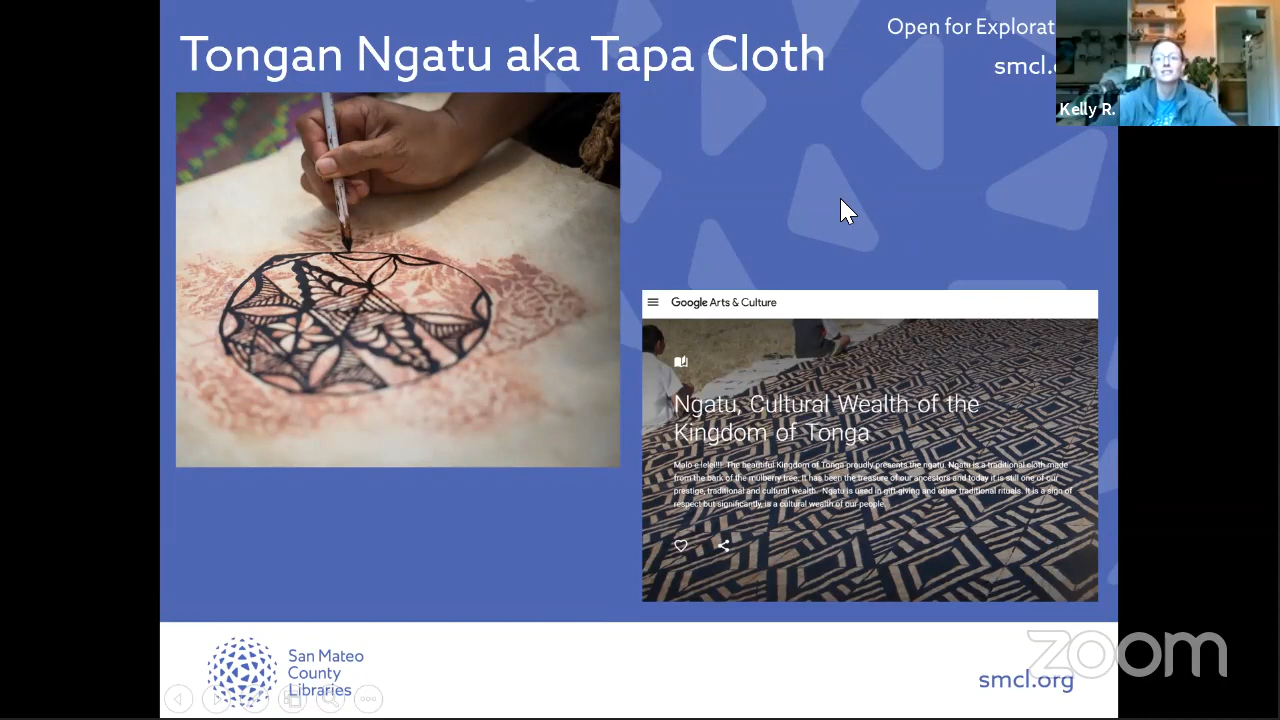 Tongan Ngatu aka Tapa Cloth
Open for Explorat
smcl.
Kelly R.
Google Arts & Culture
Ngatu, Cultural Wealth of the
Kingdom of Tonga
Malo e lelei!!! The beautiful Kingdom of Tonga proudly presents the ngatu. Ngatu is a traditional cloth made
from the bark of the mulberry tree. It has been the treasure of our ancestors and today it is still one of our
prestige, traditional and cultural wealth. Ngatu is used in gift giving and other traditional rituals. It is a sign of
respect but significantly, is a cultural wealth of our people.
San Mateo
County
Libraries
smcl.org
zoom